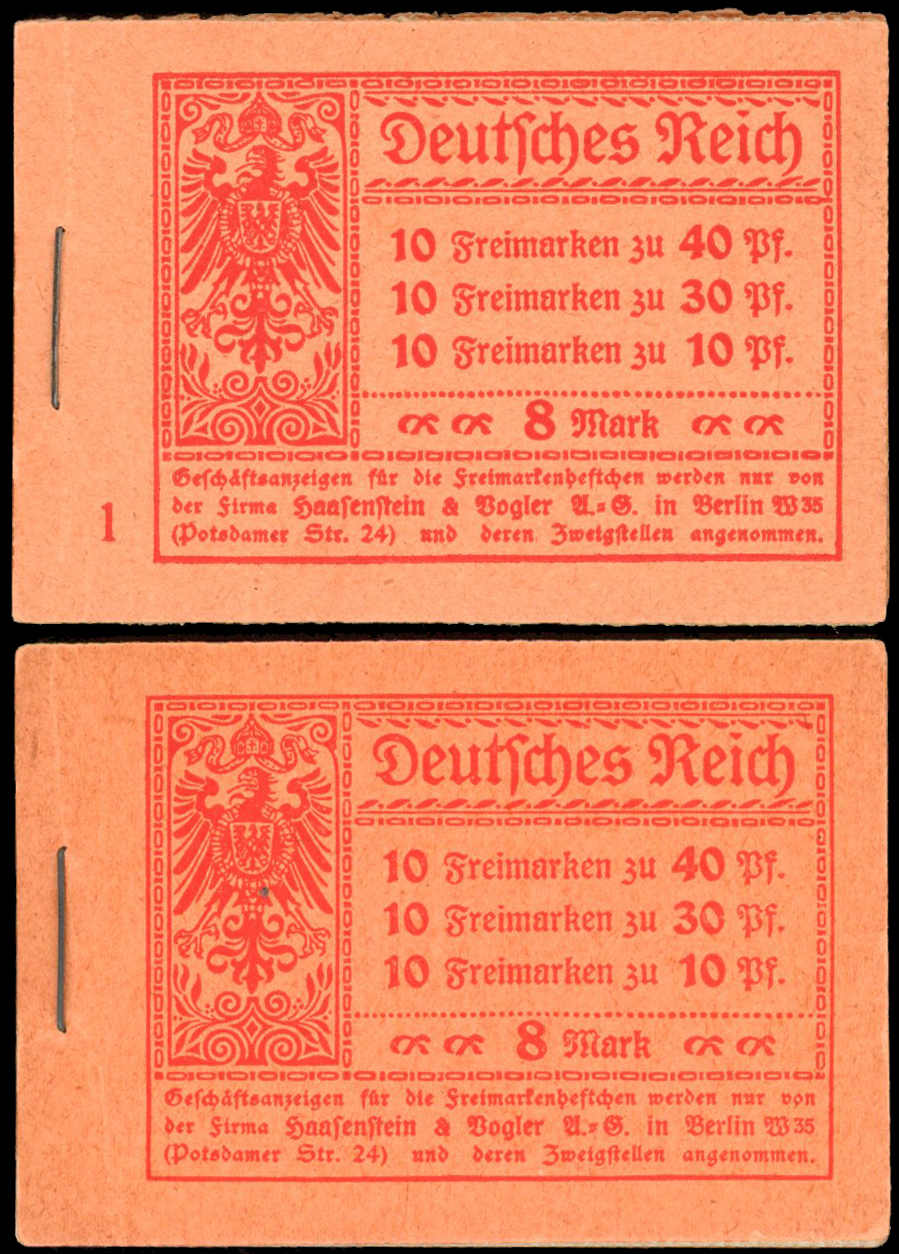 Deutsches Reich
10 Freimarken zu 40 Pf.
10 Freimarken zu 30 Pf.
10 Freimarken zu 10 Pf.
8 Mark
Geschäftsanzeigen für die Freimarkenheftchen werden nur von
der Firma Haasenstein & Vogler A.=G. in Berlin W 35
(Potsdamer Str. 24) und deren Zweigstellen angenommen.
1
Deutsches Reich
10 Freimarken zu 40 Pf.
10 Freimarken zu 30 Pf.
10 Freimarken zu 10 Pf.
8 Mark
Geschäftsanzeigen für die Freimarkenheftchen werden nur von
der Firma Haasenstein & Vogler A.=G. in Berlin W 35
(Potsdamer Str. 24) und deren Zweigstellen angenommen.